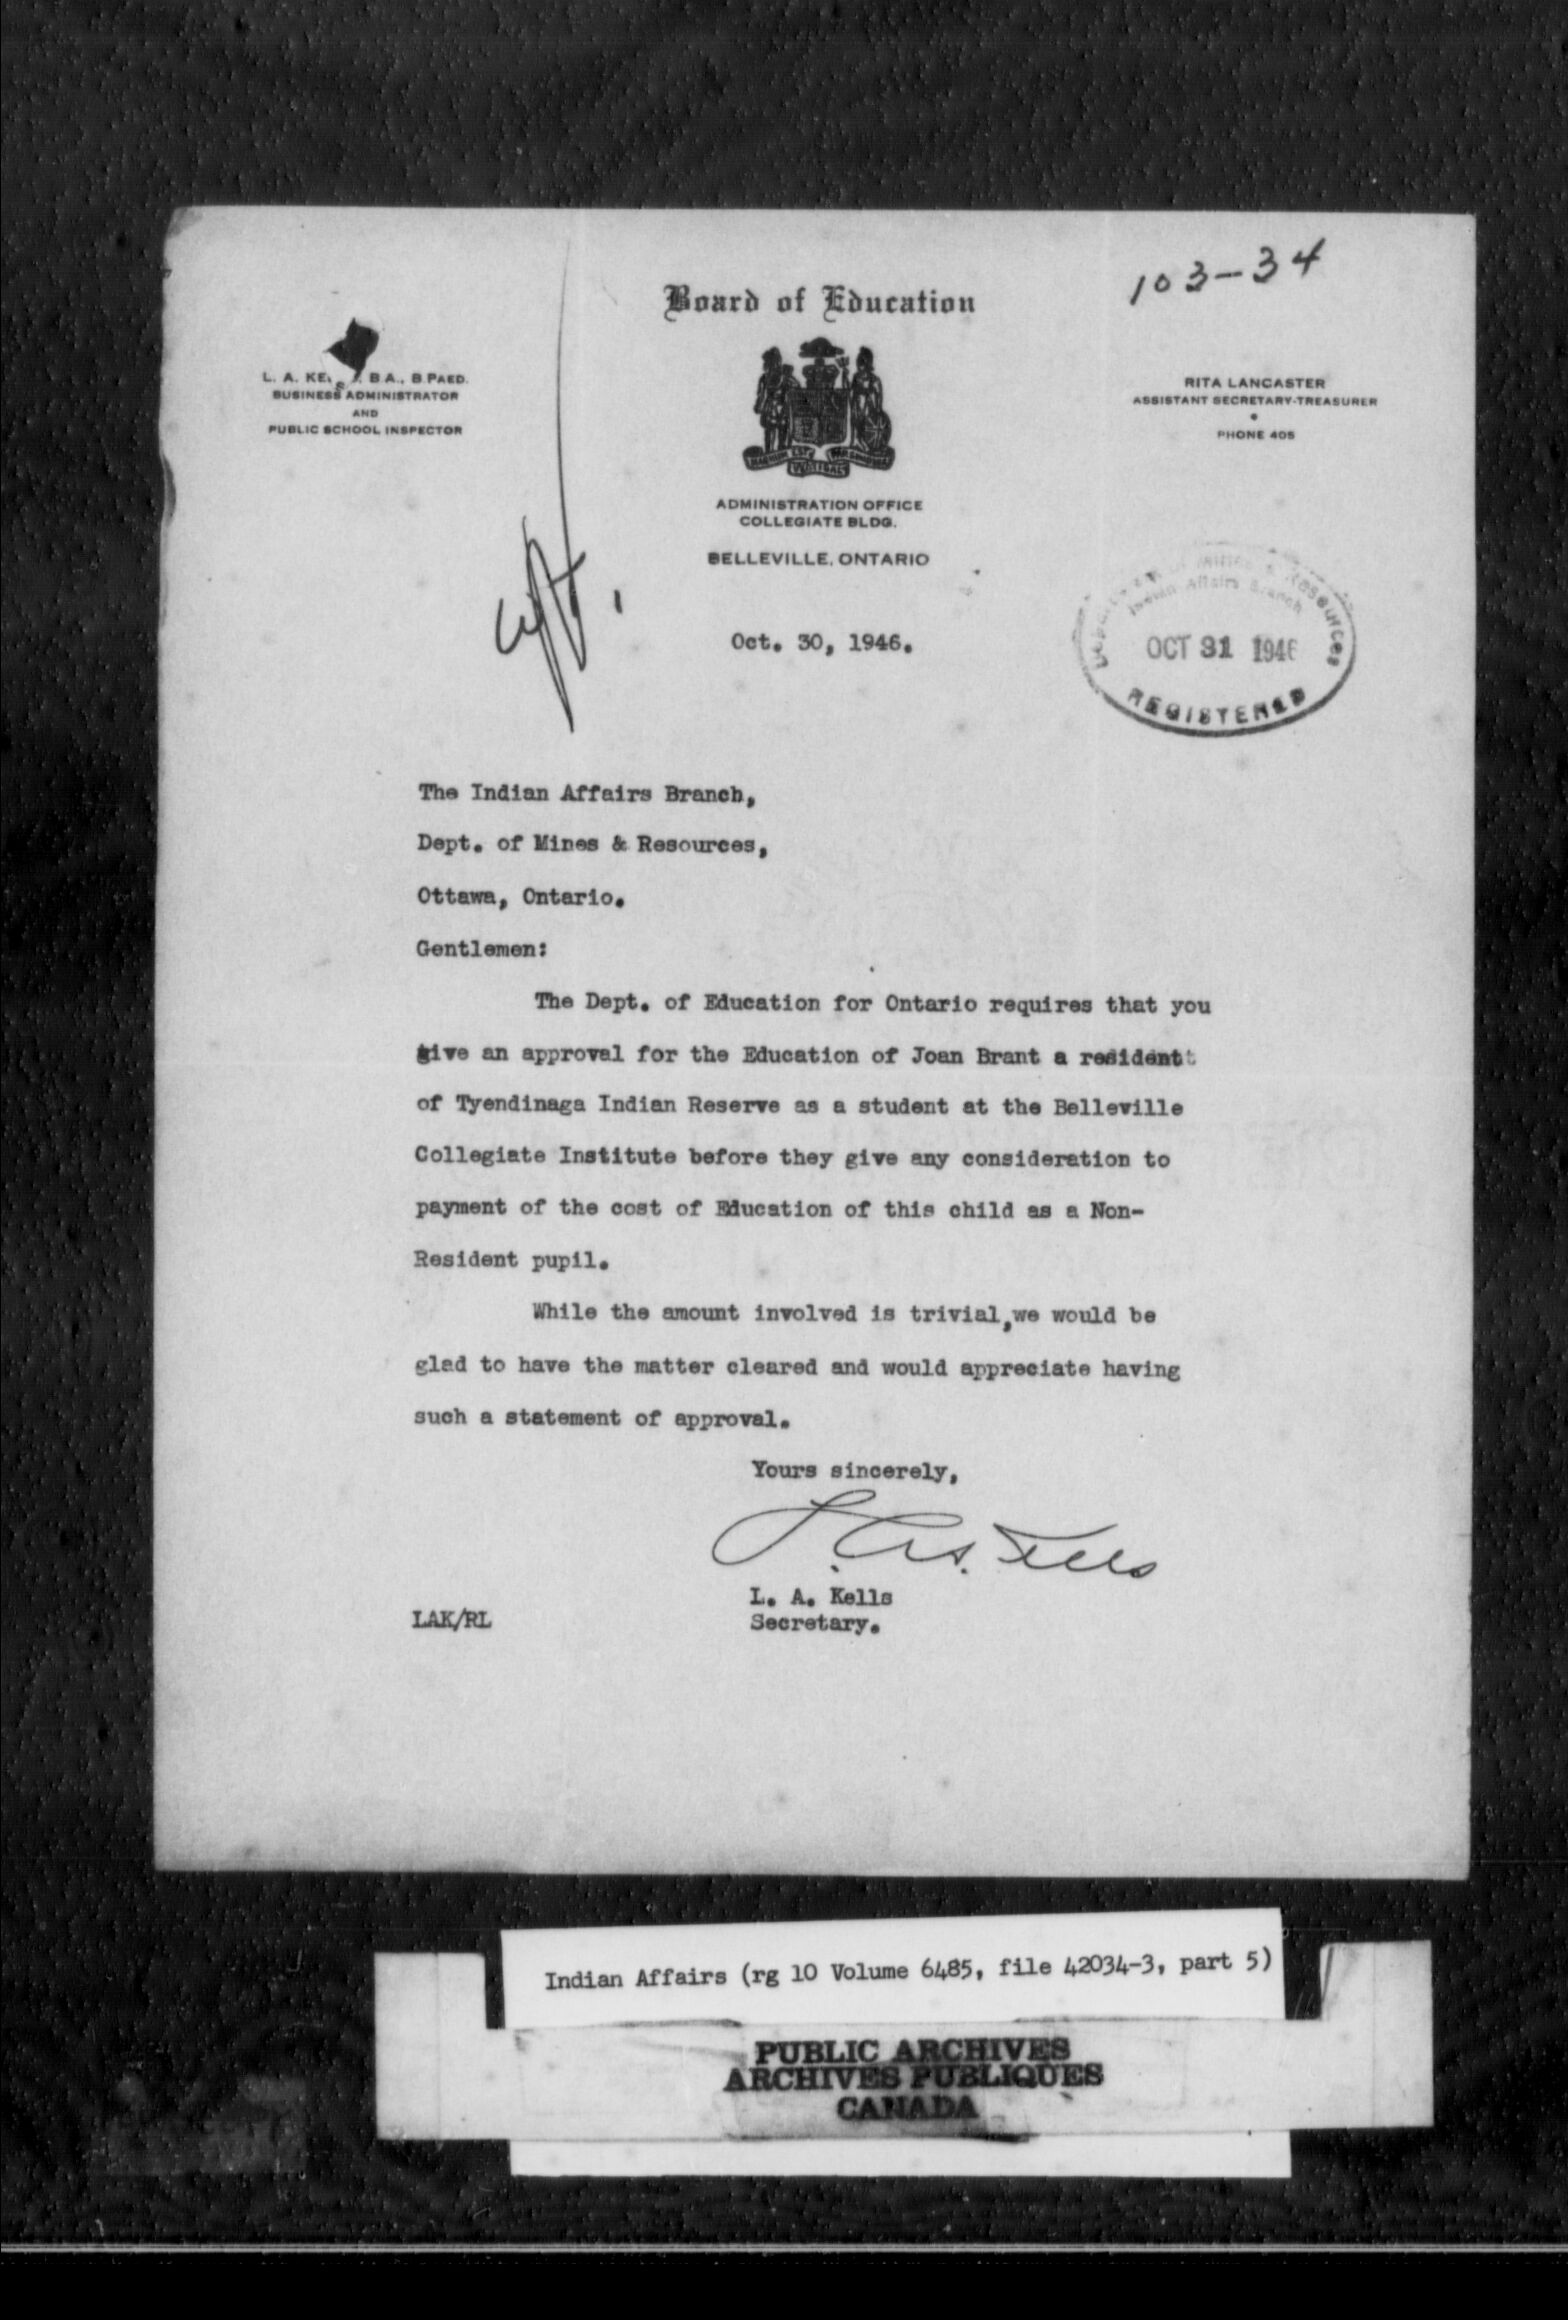 103-34
Board of Education
L. A. KE B.A., B.PAED.
BUSINESS ADMINISTRATOR
AND
PUBLIC SCHOOL INSPECTOR
RITA LANCASTER
ASSISTANT SECRETARY-TREASURER
PHONE 405
ADMINISTRATION OFFICE
COLLEGIATE BLDG.
BELLEVILLE, ONTARIO
Oct. 30, 1946.
Mines & Resources
Indian Affairs Branch
OCT 31 1946
REGISTERED
The Indian Affairs Branch,
Dept. of Mines & Resources,
Ottawa, Ontario.
Gentlemen:
The Dept. of Education for Ontario requires that you
give an approval for the Education of Joan Brant a resident
of Tyendinaga Indian Reserve as a student at the Belleville
Collegiate Institute before they give any consideration to
payment of the cost of Education of this child as a Non-
Resident pupil.
While the amount involved is trivial,we would be
glad to have the matter cleared and would appreciate having
such a statement of approval.
Yours sincerely,
L. A. Kells
L. A. Kells
LAK/RL Secretary.
Indian Affairs (rg 10 Volume 6485, file 42034-3, part 5)
PUBLIC ARCHIVES
ARCHIVES PUBLIQUES
CANADA